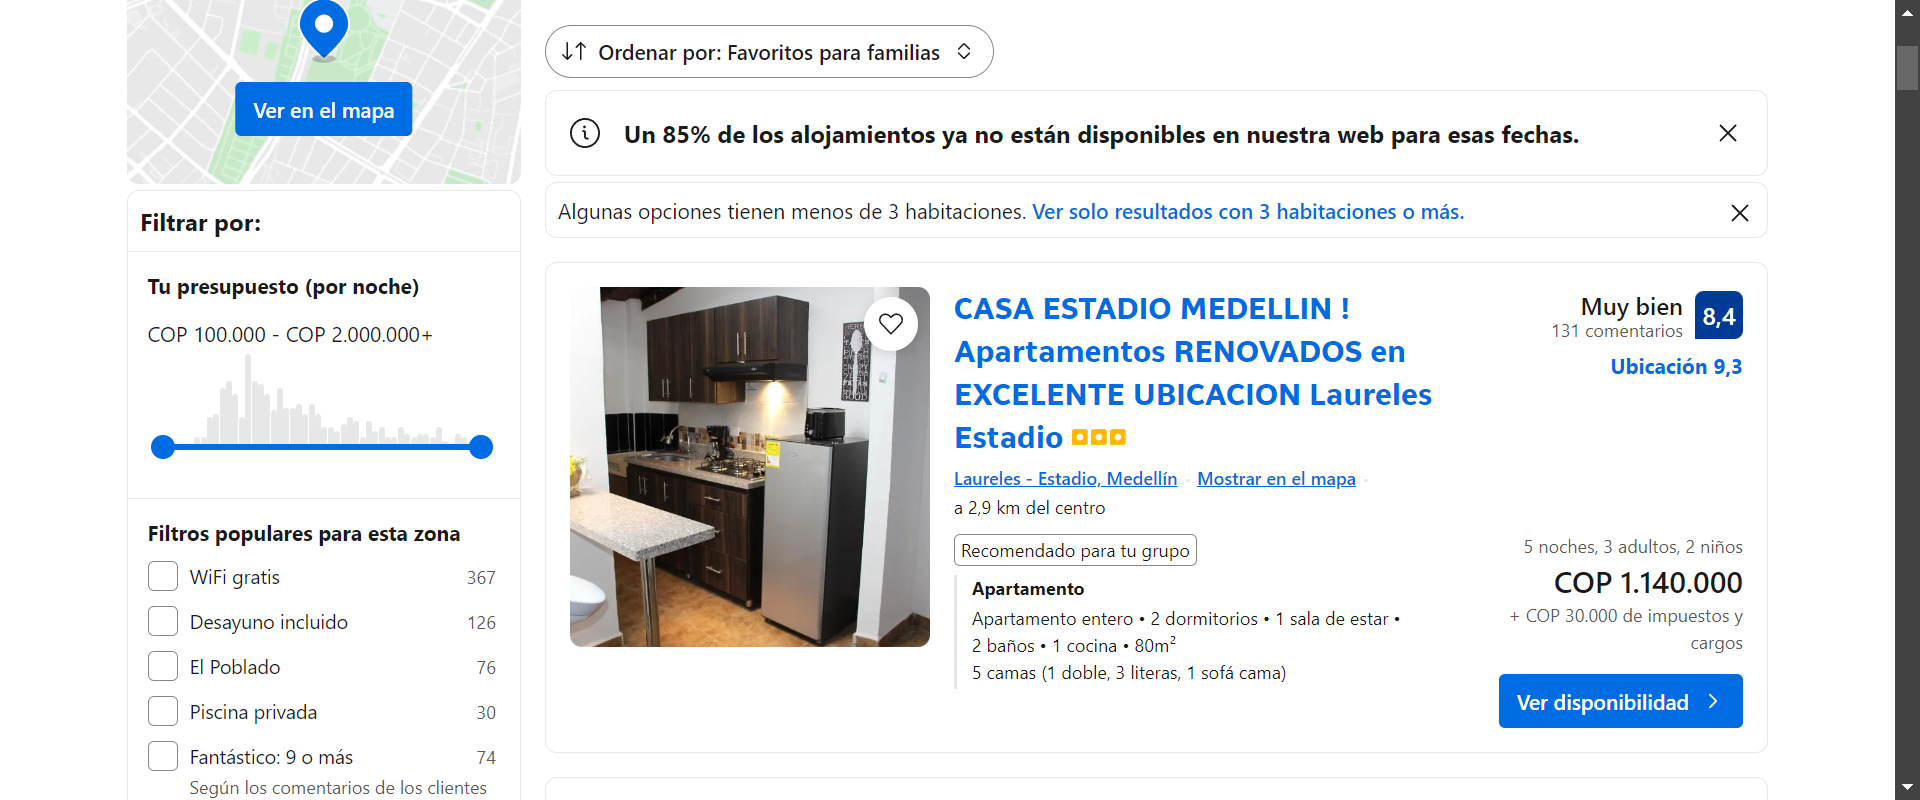 Ver en el mapa
Filtrar por:
Tu presupuesto (por noche)
COP 100.000 - COP 2.000.000+
Filtros populares para esta zona
WiFi gratis 367
Desayuno incluido 126
El Poblado 76
Piscina privada 30
Fantástico: 9 o más 74
Según los comentarios de los clientes
Ordenar por: Favoritos para familias
Un 85% de los alojamientos ya no están disponibles en nuestra web para esas fechas.
Algunas opciones tienen menos de 3 habitaciones. Ver solo resultados con 3 habitaciones o más.
CASA ESTADIO MEDELLIN !
Apartamentos RENOVADOS en
EXCELENTE UBICACION Laureles
Estadio
Muy bien 8,4
131 comentarios
Ubicación 9,3
Laureles - Estadio, Medellín · Mostrar en el mapa ·
a 2,9 km del centro
Recomendado para tu grupo
Apartamento
Apartamento entero • 2 dormitorios • 1 sala de estar •
2 baños • 1 cocina • 80m²
5 camas (1 doble, 3 literas, 1 sofá cama)
5 noches, 3 adultos, 2 niños
COP 1.140.000
+ COP 30.000 de impuestos y
cargos
Ver disponibilidad